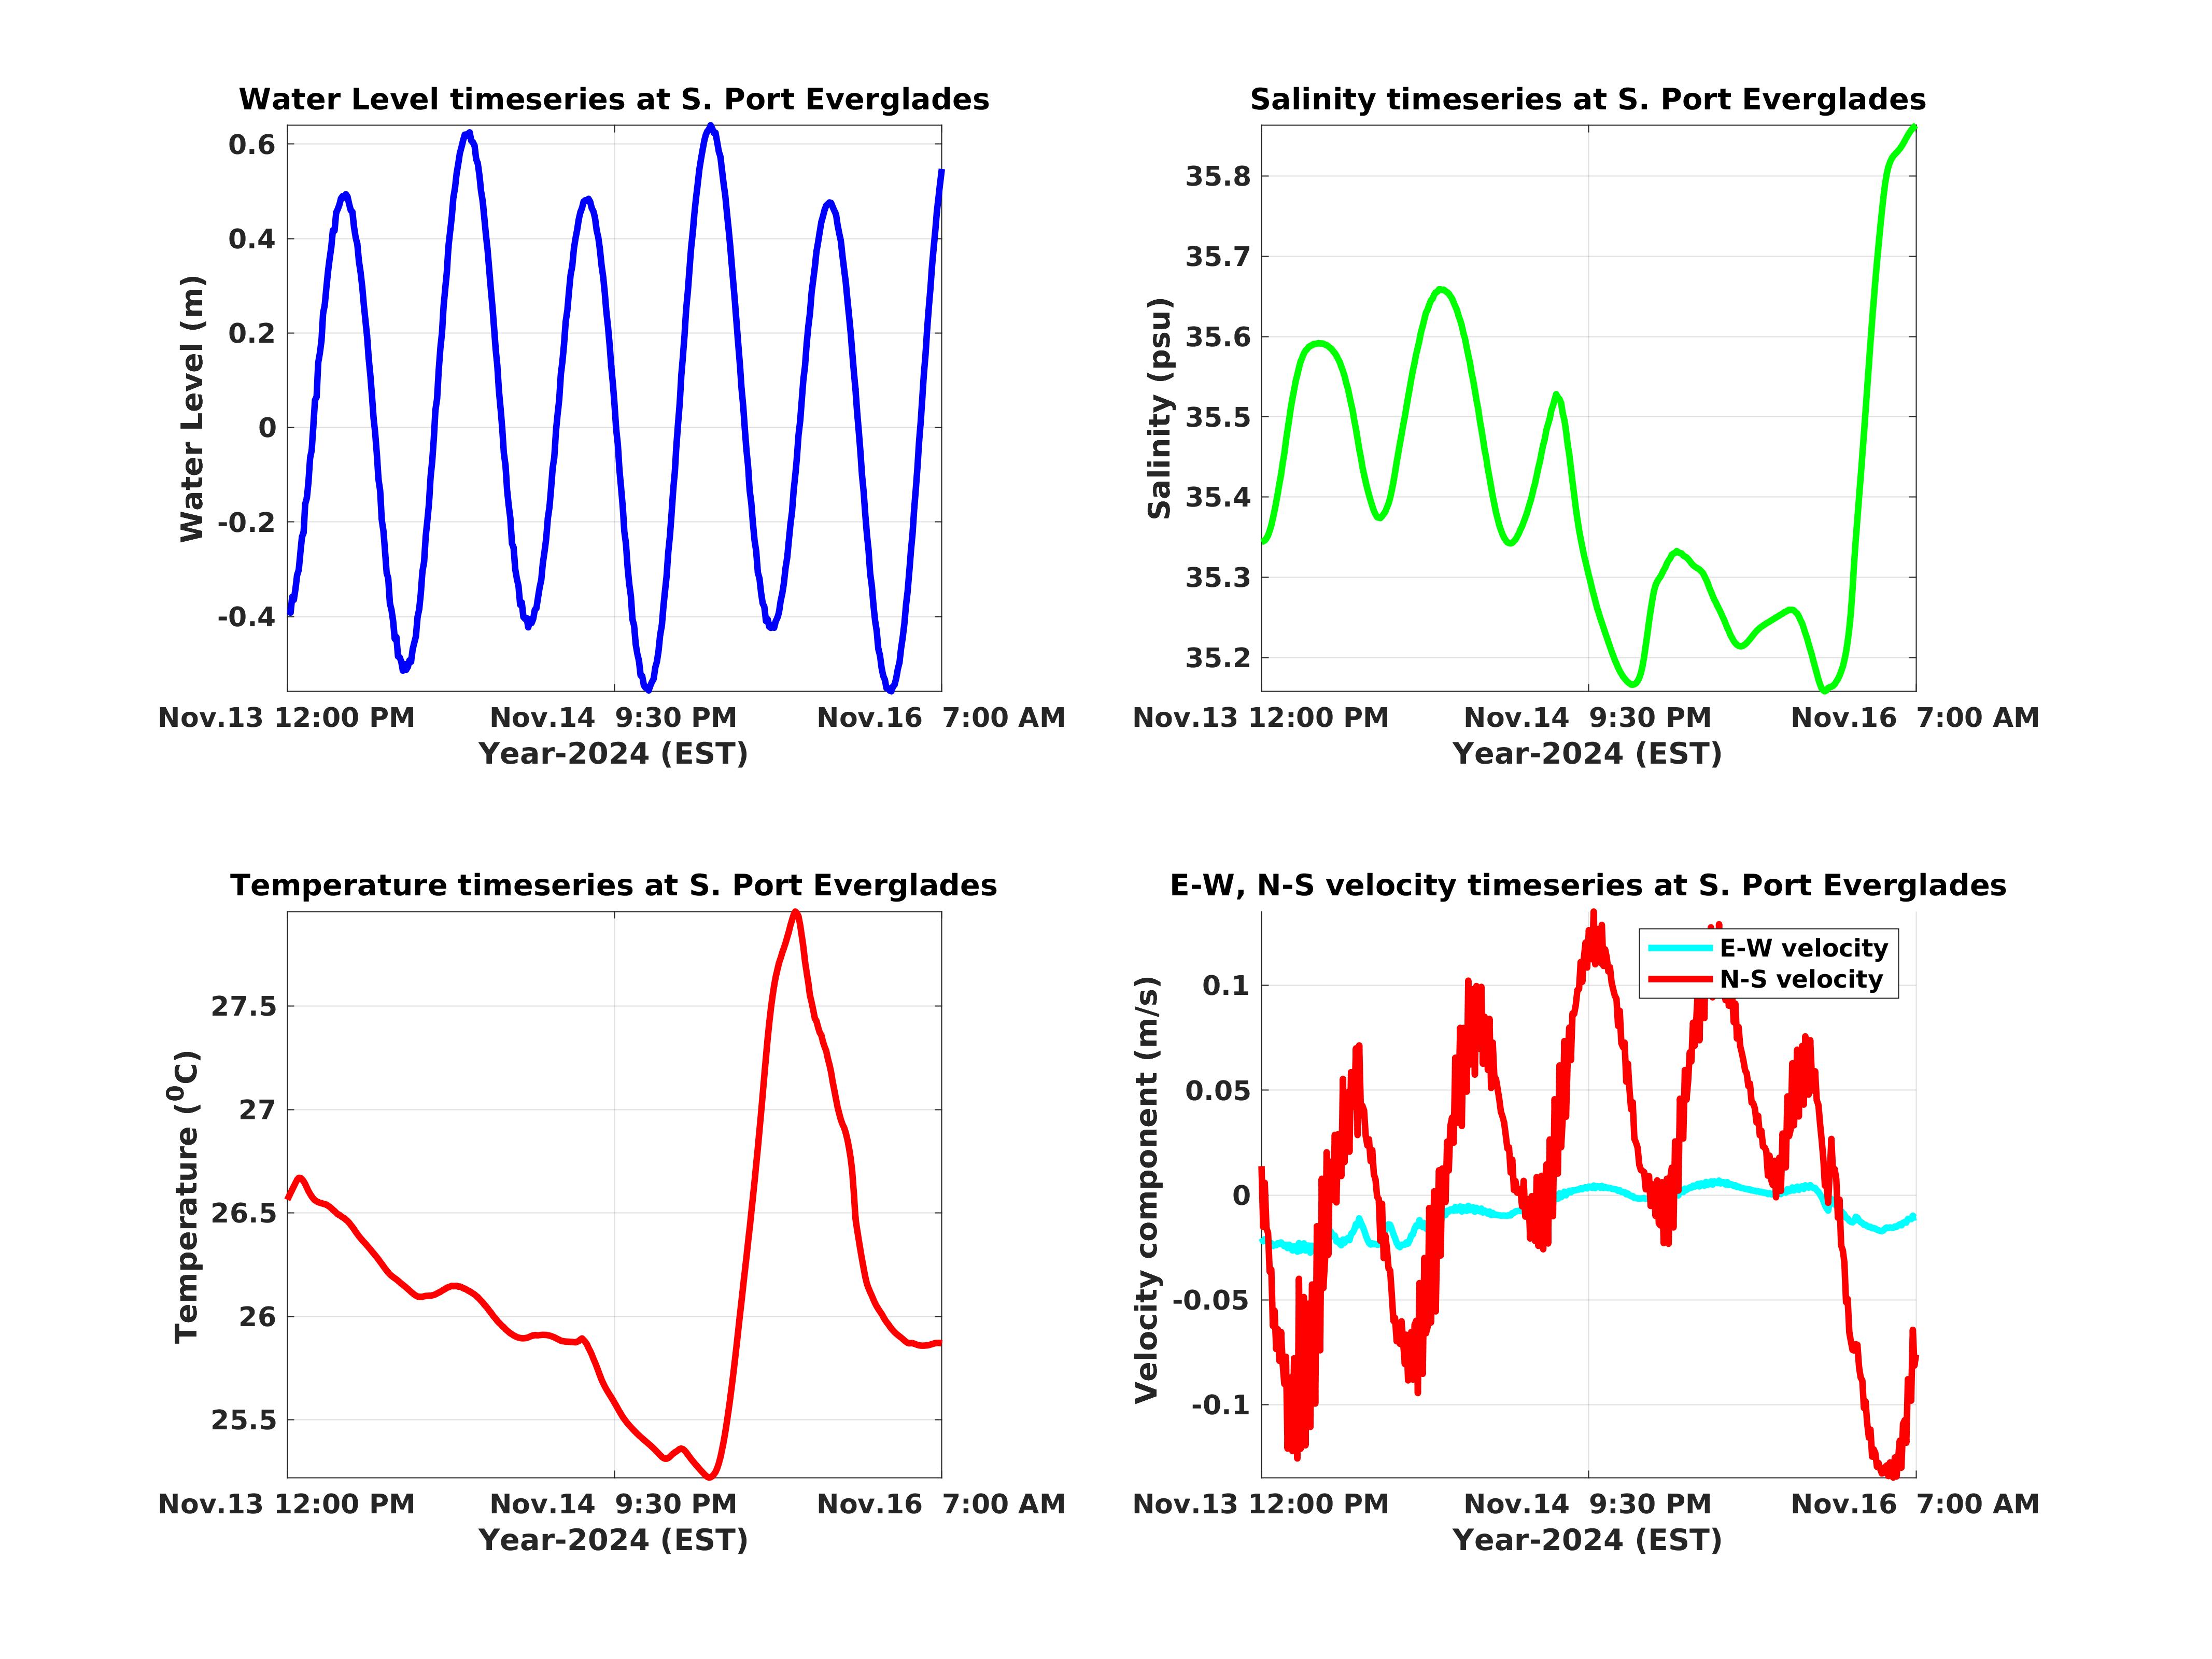 Water Level timeseries at S. Port Everglades
0.6
0.4
0.2
0
-0.2
-0.4
Water Level (m)
Nov.13 12:00 PM
Nov.14 9:30 PM
Nov.16 7:00 AM
Year-2024 (EST)
Salinity timeseries at S. Port Everglades
35.8
35.7
35.6
35.5
35.4
35.3
35.2
Salinity (psu)
Nov.13 12:00 PM
Nov.14 9:30 PM
Nov.16 7:00 AM
Year-2024 (EST)
Temperature timeseries at S. Port Everglades
27.5
27
26.5
26
25.5
Temperature (⁰C)
Nov.13 12:00 PM
Nov.14 9:30 PM
Nov.16 7:00 AM
Year-2024 (EST)
E-W, N-S velocity timeseries at S. Port Everglades
E-W velocity
N-S velocity
0.1
0.05
0
-0.05
-0.1
Velocity component (m/s)
Nov.13 12:00 PM
Nov.14 9:30 PM
Nov.16 7:00 AM
Year-2024 (EST)